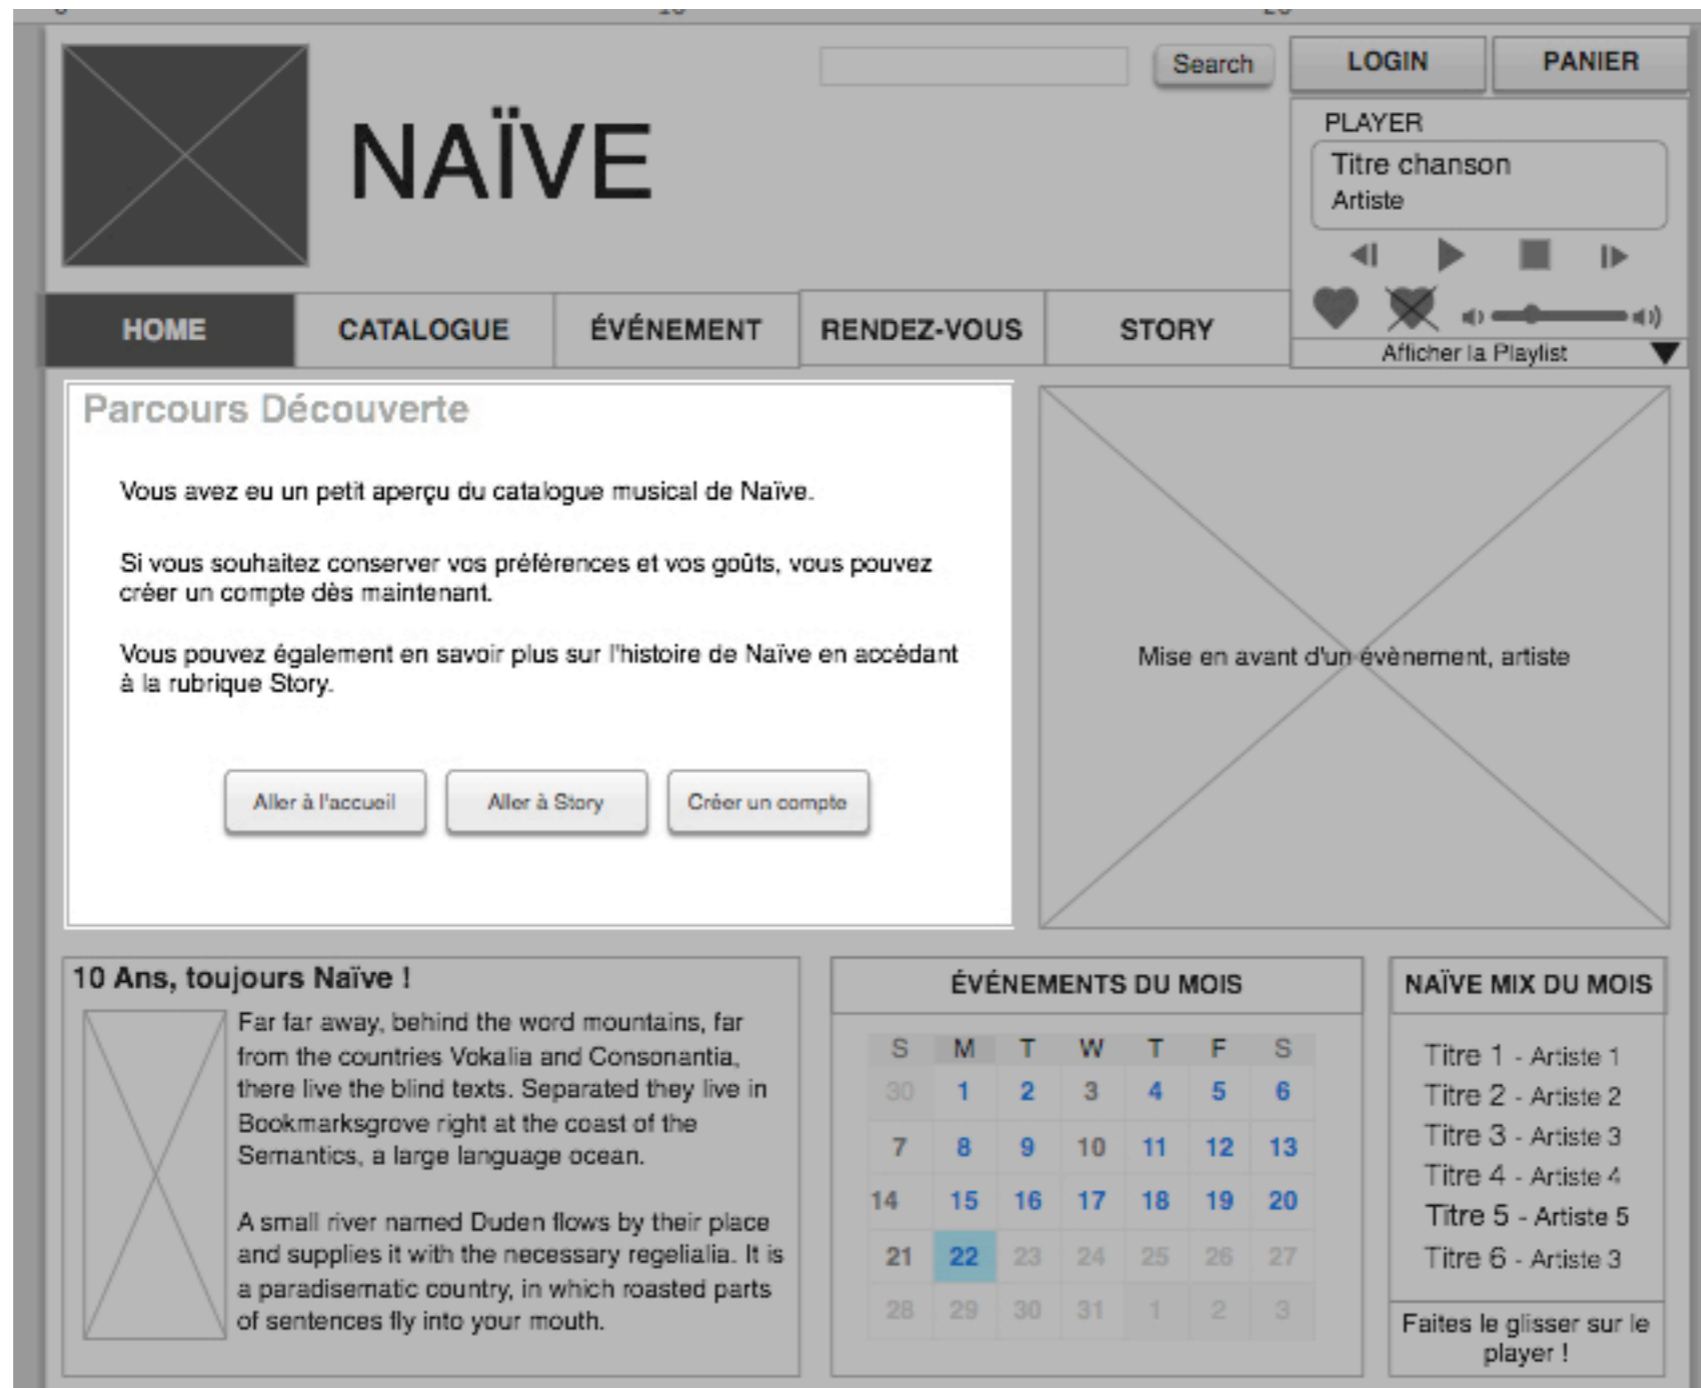 Search
LOGIN
PANIER
NAÏVE
PLAYER
Titre chanson
Artiste
Afficher la Playlist
HOME
CATALOGUE
ÉVÉNEMENT
RENDEZ-VOUS
STORY
Parcours Découverte
Vous avez eu un petit aperçu du catalogue musical de Naïve.
Si vous souhaitez conserver vos préférences et vos goûts, vous pouvez
créer un compte dès maintenant.
Vous pouvez également en savoir plus sur l'histoire de Naïve en accédant
à la rubrique Story.
Aller à l'accueil
Aller à Story
Créer un compte
Mise en avant d'un évènement, artiste
10 Ans, toujours Naïve !
Far far away, behind the word mountains, far
from the countries Vokalia and Consonantia,
there live the blind texts. Separated they live in
Bookmarksgrove right at the coast of the
Semantics, a large language ocean.
A small river named Duden flows by their place
and supplies it with the necessary regelialia. It is
a paradisematic country, in which roasted parts
of sentences fly into your mouth.
ÉVÉNEMENTS DU MOIS
S M T W T F S
30 1 2 3 4 5 6
7 8 9 10 11 12 13
14 15 16 17 18 19 20
21 22 23 24 25 26 27
28 29 30 31 1 2 3
NAÏVE MIX DU MOIS
Titre 1 - Artiste 1
Titre 2 - Artiste 2
Titre 3 - Artiste 3
Titre 4 - Artiste 4
Titre 5 - Artiste 5
Titre 6 - Artiste 3
Faites le glisser sur le
player !